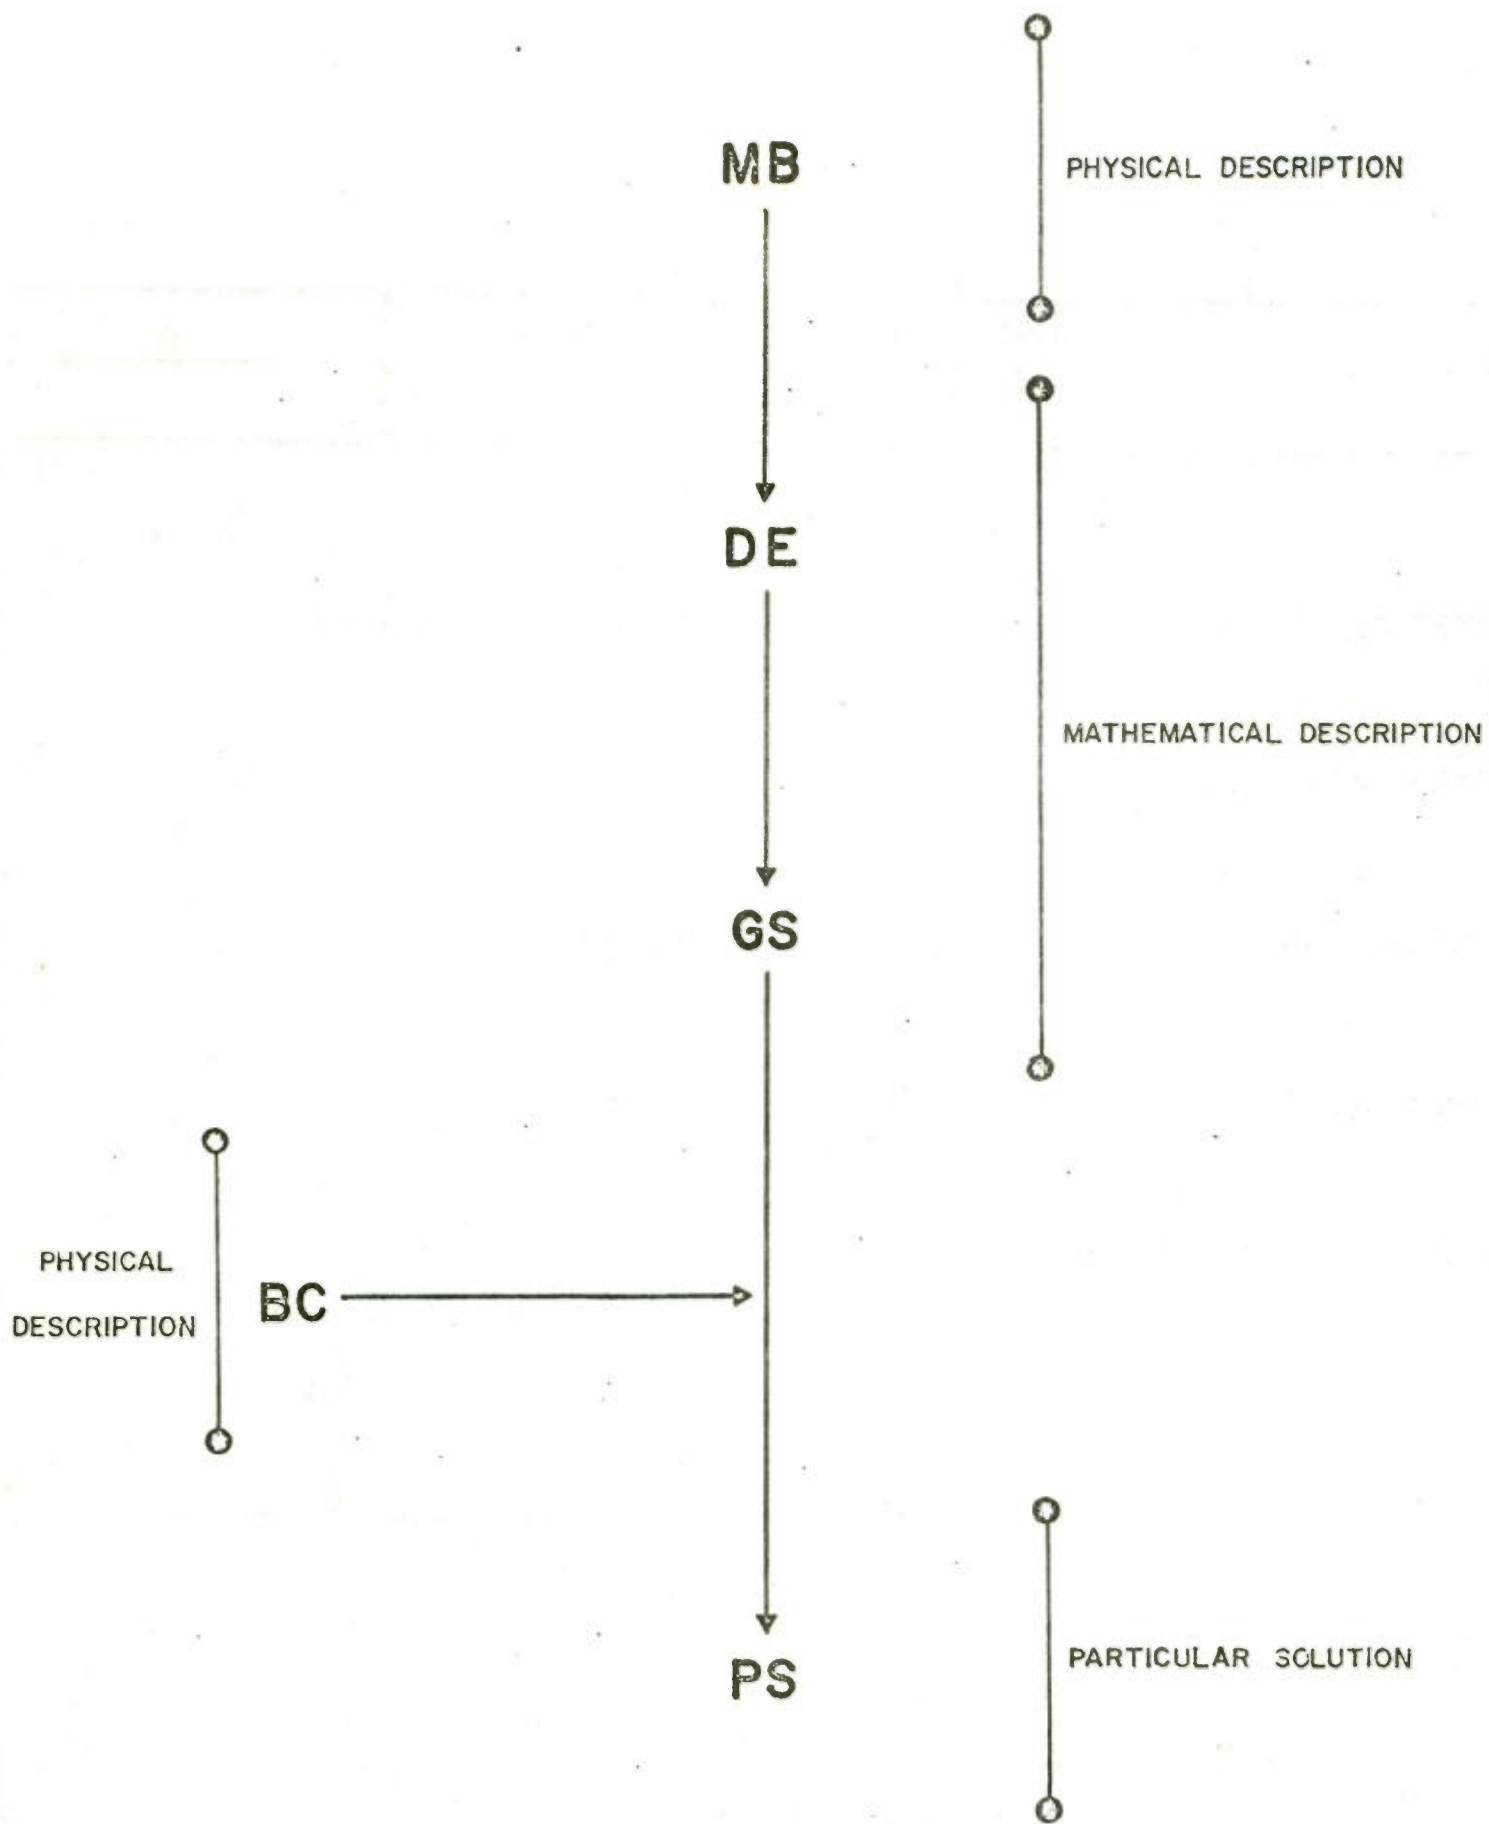 MB
PHYSICAL DESCRIPTION
DE
MATHEMATICAL DESCRIPTION
GS
PHYSICAL
DESCRIPTION
BC
PS
PARTICULAR SOLUTION